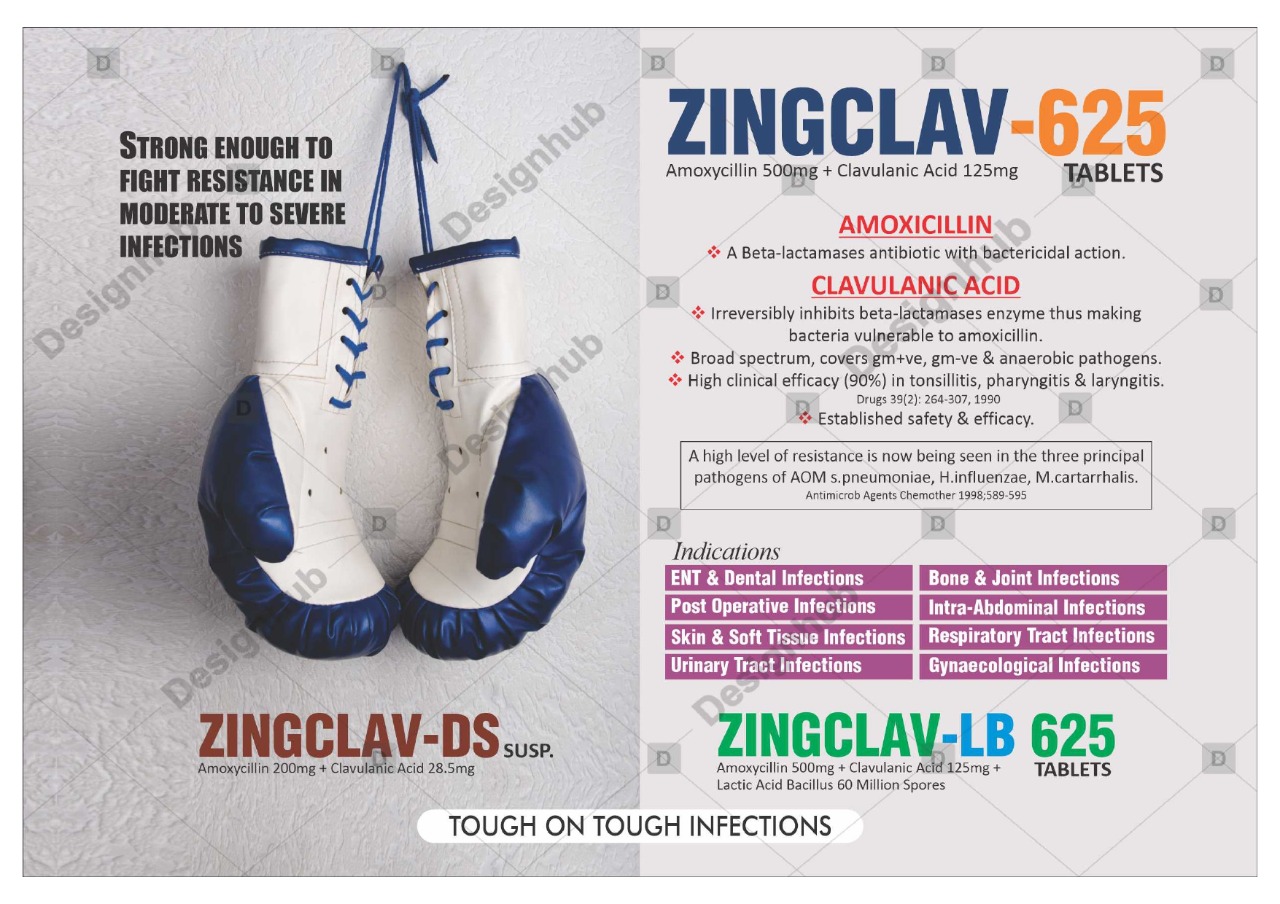 STRONG ENOUGH TO
FIGHT RESISTANCE IN
MODERATE TO SEVERE
INFECTIONS
ZINGCLAV-DS SUSP.
Amoxycillin 200mg + Clavulanic Acid 28.5mg
ZINGCLAV-625
Amoxycillin 500mg + Clavulanic Acid 125mg TABLETS
AMOXICILLIN
❖ A Beta-lactamases antibiotic with bactericidal action.
CLAVULANIC ACID
❖ Irreversibly inhibits beta-lactamases enzyme thus making
bacteria vulnerable to amoxicillin.
❖ Broad spectrum, covers gm+ve, gm-ve & anaerobic pathogens.
❖ High clinical efficacy (90%) in tonsillitis, pharyngitis & laryngitis.
Drugs 39(2): 264-307, 1990
❖ Established safety & efficacy.
A high level of resistance is now being seen in the three principal
pathogens of AOM s.pneumoniae, H.influenzae, M.cartarrhalis.
Antimicrob Agents Chemother 1998;589-595
Indications
ENT & Dental Infections
Post Operative Infections
Skin & Soft Tissue Infections
Urinary Tract Infections
Bone & Joint Infections
Intra-Abdominal Infections
Respiratory Tract Infections
Gynaecological Infections
ZINGCLAV-LB 625
Amoxycillin 500mg + Clavulanic Acid 125mg +
Lactic Acid Bacillus 60 Million Spores
TABLETS
TOUGH ON TOUGH INFECTIONS
Designhub
Designhub
Designhub
Designhub
Designhub
Designhub
Designhub